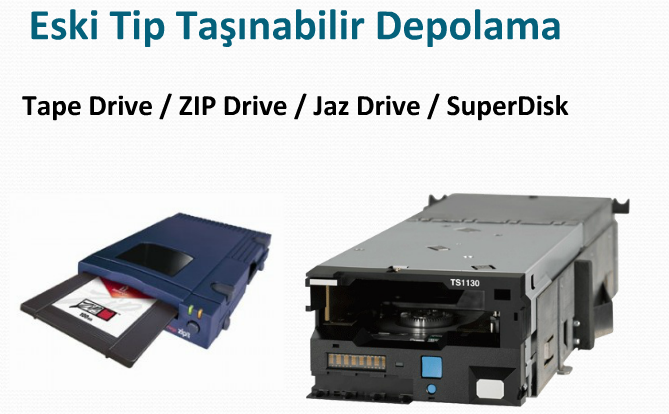 Eski Tip Taşınabilir Depolama
Tape Drive / ZIP Drive / Jaz Drive / SuperDisk
TS1130